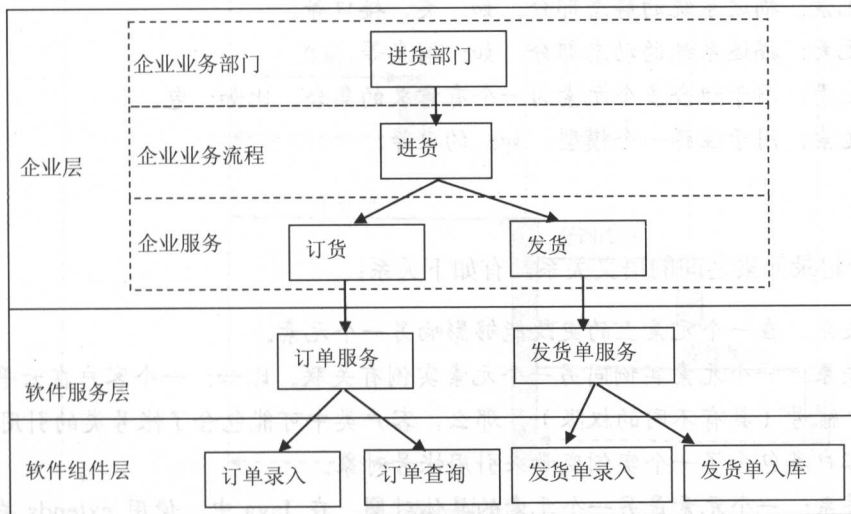 企业业务部门
进货部门
企业业务流程
进货
企业层
企业服务
订货
发货
订单服务
发货单服务
软件服务层
软件组件层
订单录入
订单查询
发货单录入
发货单入库